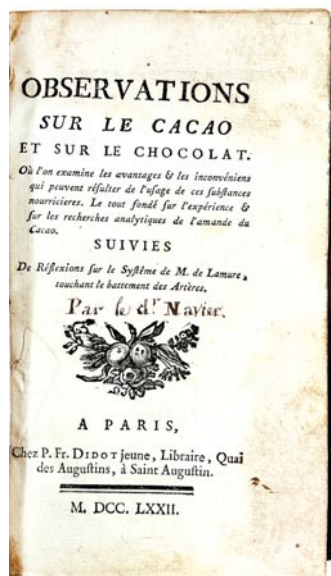 OBSERVATIONS
SUR LE CACAO
ET SUR LE CHOCOLAT.
Où l'on examine les avantages & les inconvéniens
qui peuvent résulter de l'usage de ces substances
nourricieres. Le tout fondé sur l'expérience &
sur les recherches analytiques de l'amande du
Cacao.
SUIVIES
De Réflexions sur le Systême de M. de Lamure,
touchant le battement des Artères.
Par le dr Navier.
A PARIS,
Chez P. Fr. DIDOT jeune, Libraire, Quai
des Augustins, à Saint Augustin.
M. DCC. LXXII.